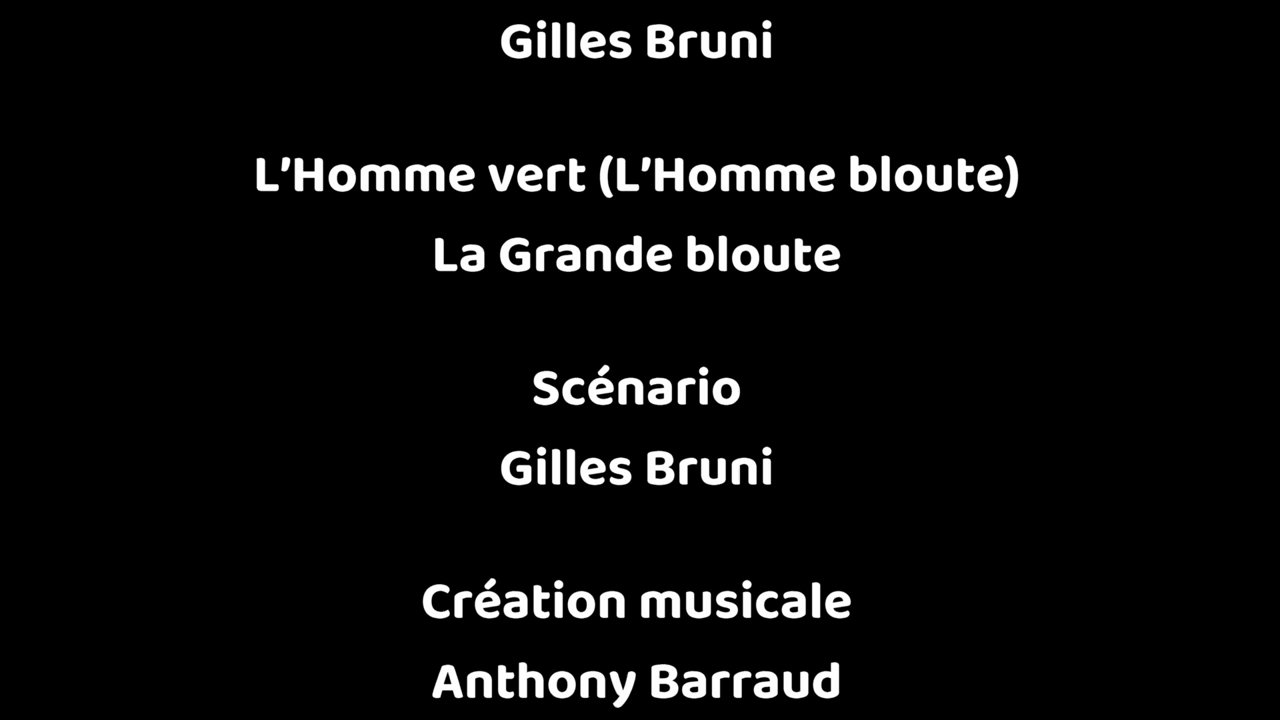 Gilles Bruni
L’Homme vert (L’Homme bloute)
La Grande bloute
Scénario
Gilles Bruni
Création musicale
Anthony Barraud